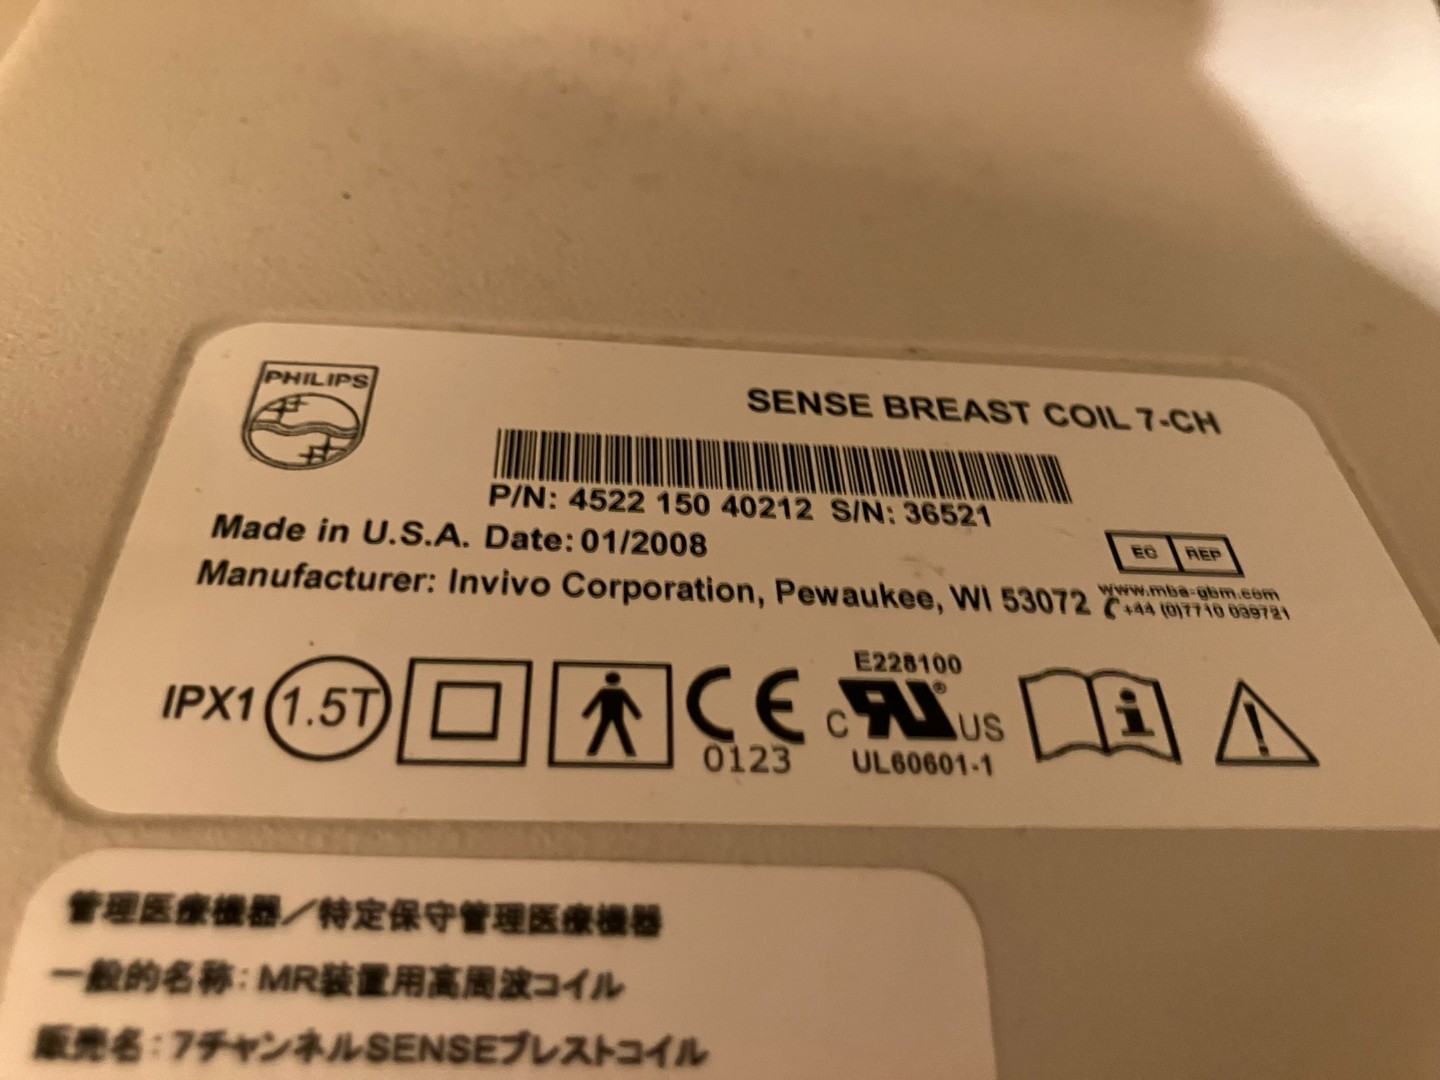 PHILIPS
SENSE BREAST COIL 7-CH
P/N: 4522 150 40212 S/N: 36521
Made in U.S.A. Date: 01/2008
EC REP
Manufacturer: Invivo Corporation, Pewaukee, WI 53072
www.mba-gbm.com
+44 (0)7710 039721
IPX1 1.5T
CE
0123
E228100
C UR ® US
UL60601-1
i
!
管理医療機器/特定保守管理医療機器
一般的名称:MR装置用高周波コイル
販売名:7チャンネルSENSEブレストコイル